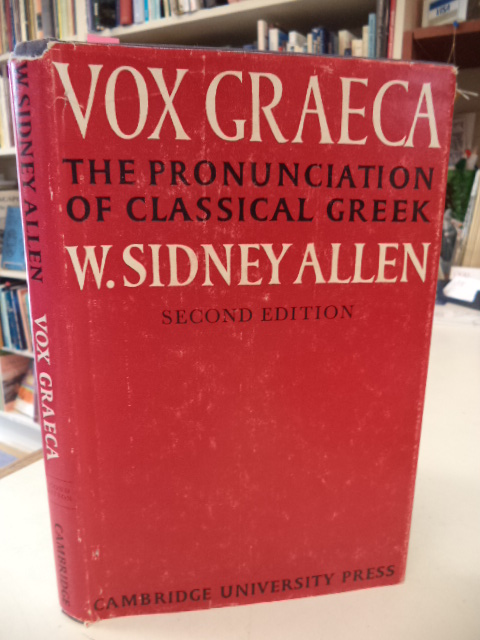 VOX GRAECA
THE PRONUNCIATION
OF CLASSICAL GREEK
W. SIDNEY ALLEN
SECOND EDITION
CAMBRIDGE UNIVERSITY PRESS
W. SIDNEY ALLEN
VOX GRAECA
CAMBRIDGE